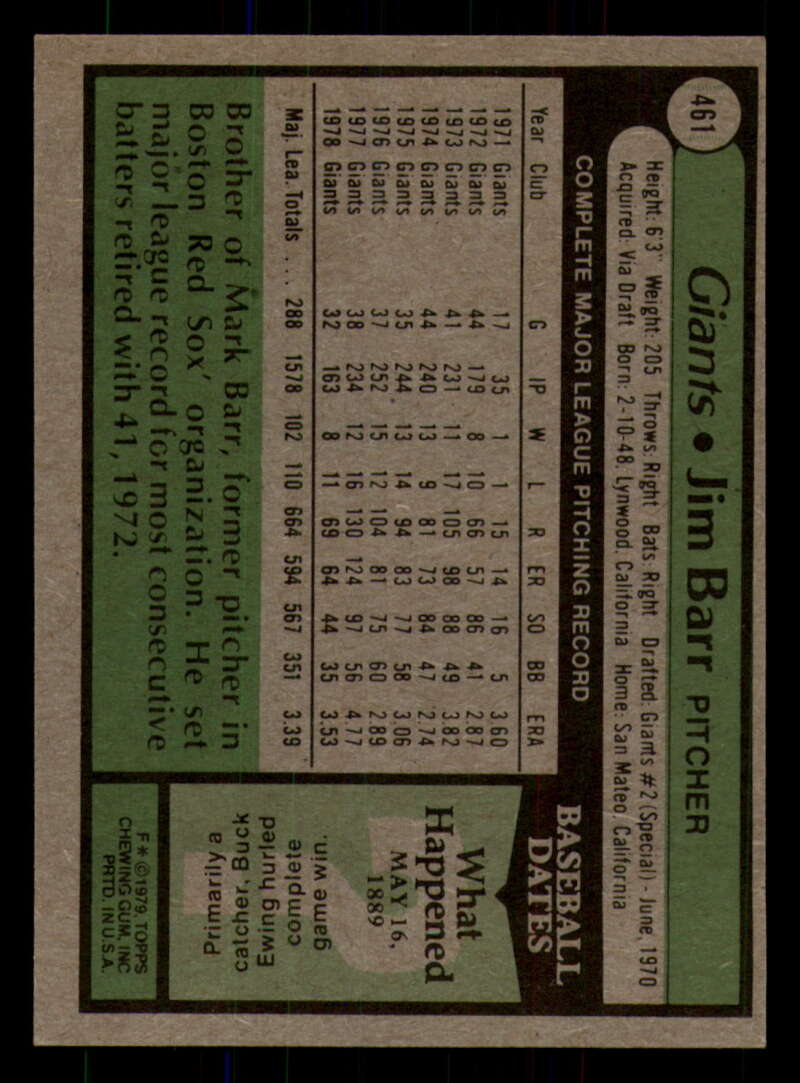 461
Giants • Jim Barr PITCHER
Height: 6'3" Weight: 205 Throws: Right Bats: Right Drafted: Giants #2 (Special) - June, 1970
Acquired: Via Draft Born: 2-10-48, Lynwood, California Home: San Mateo, California
COMPLETE MAJOR LEAGUE PITCHING RECORD
Year Club G IP W L R ER SO BB ERA
1971 Giants 17 35 1 1 15 14 16 5 3.60
1972 Giants 44 179 8 10 66 57 86 41 2.87
1973 Giants 41 231 11 17 105 98 88 49 3.82
1974 Giants 44 240 13 9 81 73 84 47 2.74
1975 Giants 35 244 13 14 94 83 77 58 3.06
1976 Giants 37 252 15 12 104 81 75 60 2.89
1977 Giants 38 234 12 16 130 124 97 56 4.77
1978 Giants 32 163 8 11 69 64 44 35 3.53
Maj. Lea. Totals ... 288 1578 102 110 664 594 567 351 3.39
Brother of Mark Barr, former pitcher in
Boston Red Sox' organization. He set
major league record for most consecutive
batters retired with 41, 1972.
BASEBALL
DATES
What
Happened
MAY 16,
1889
Primarily a
catcher, Buck
Ewing hurled
complete
game win.
F* ©1979, TOPPS
CHEWING GUM, INC
PRTD. IN U.S.A.